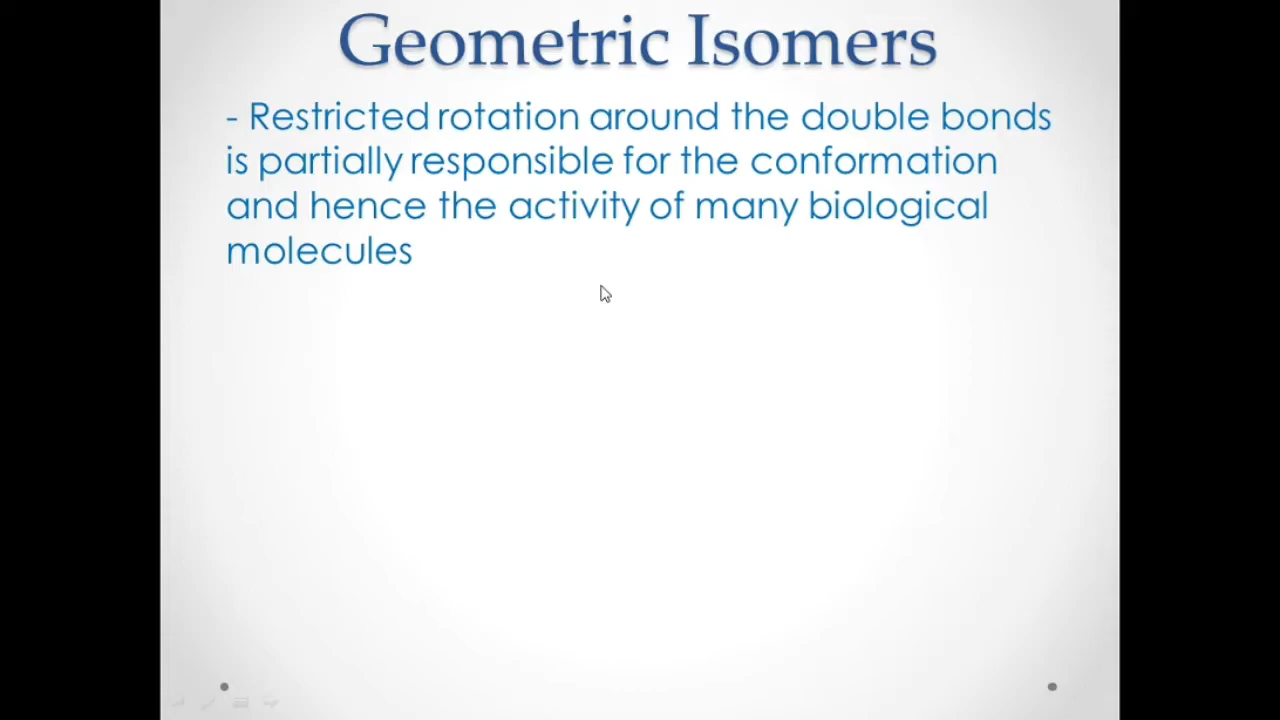 Geometric Isomers
- Restricted rotation around the double bonds
is partially responsible for the conformation
and hence the activity of many biological
molecules